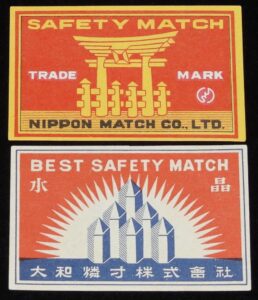 SAFETY MATCH
TRADE MARK
NIPPON MATCH CO., LTD.
BEST SAFETY MATCH
水 晶
大和燐寸株式會社